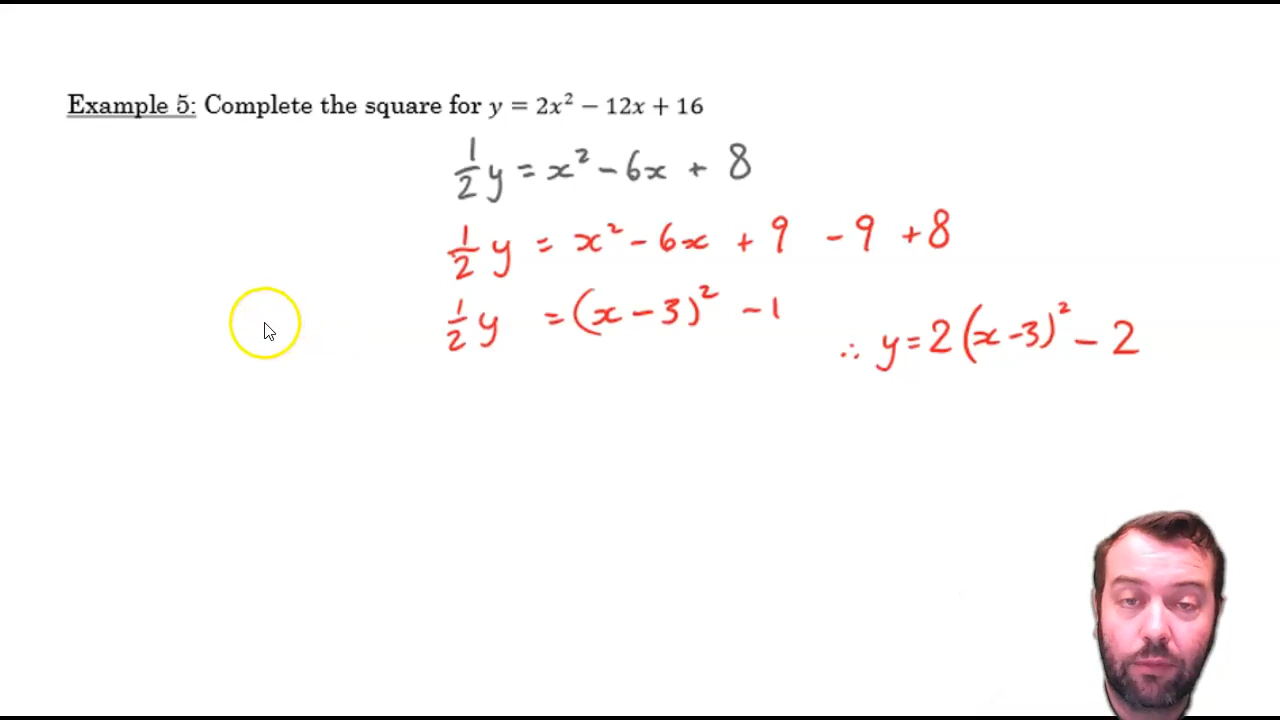 Example 5: Complete the square for y = 2x² − 12x + 16
½y = x² − 6x + 8
½y = x² − 6x + 9 − 9 + 8
½y = (x − 3)² − 1
∴ y = 2(x − 3)² − 2